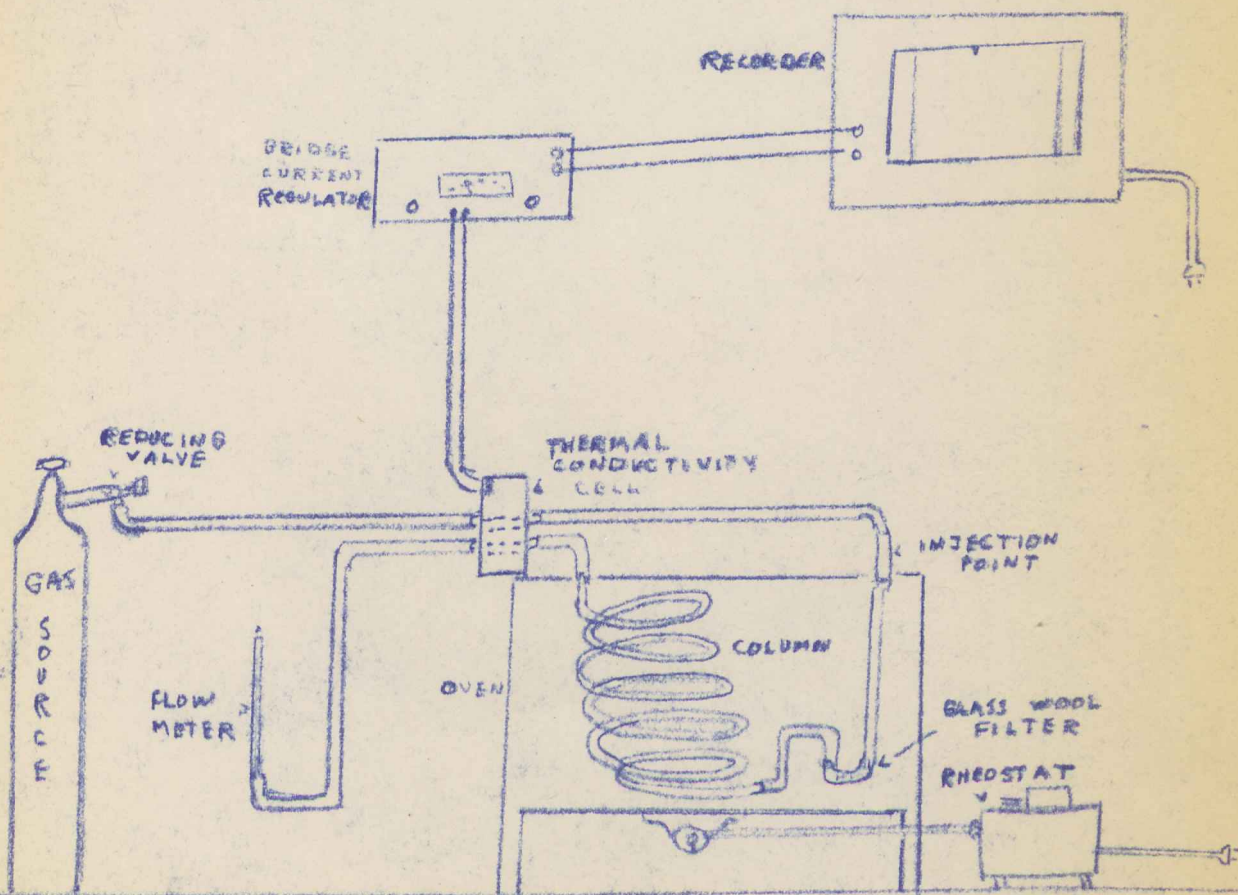 RECORDER
BRIDGE
CURRENT
REGULATOR
REDUCING
VALVE
THERMAL
CONDUCTIVITY
CELL
INJECTION
POINT
GAS
SOURCE
COLUMN
OVEN
FLOW
METER
GLASS WOOL
FILTER
RHEOSTAT